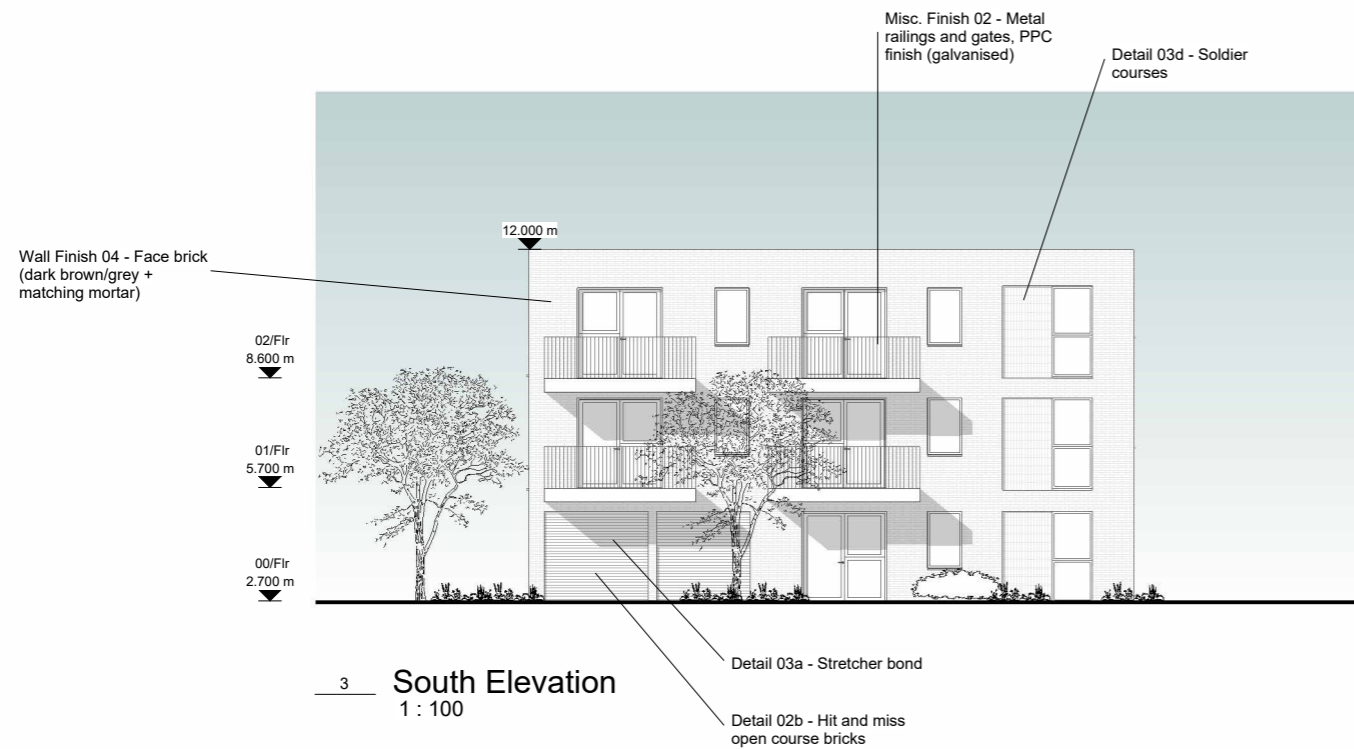 Misc. Finish 02 - Metal
railings and gates, PPC
finish (galvanised)
Detail 03d - Soldier
courses
12.000 m
Wall Finish 04 - Face brick
(dark brown/grey +
matching mortar)
02/Flr
8.600 m
01/Flr
5.700 m
00/Flr
2.700 m
Detail 03a - Stretcher bond
3 South Elevation
1 : 100
Detail 02b - Hit and miss
open course bricks